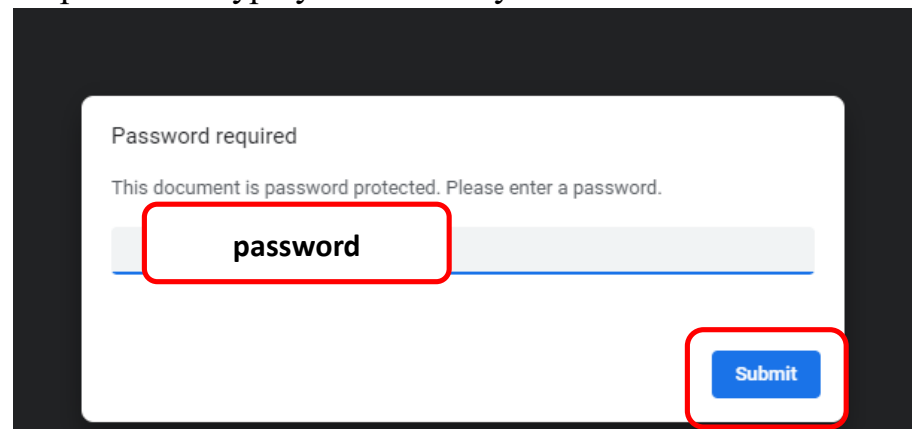 Password required
This document is password protected. Please enter a password.
password
Submit